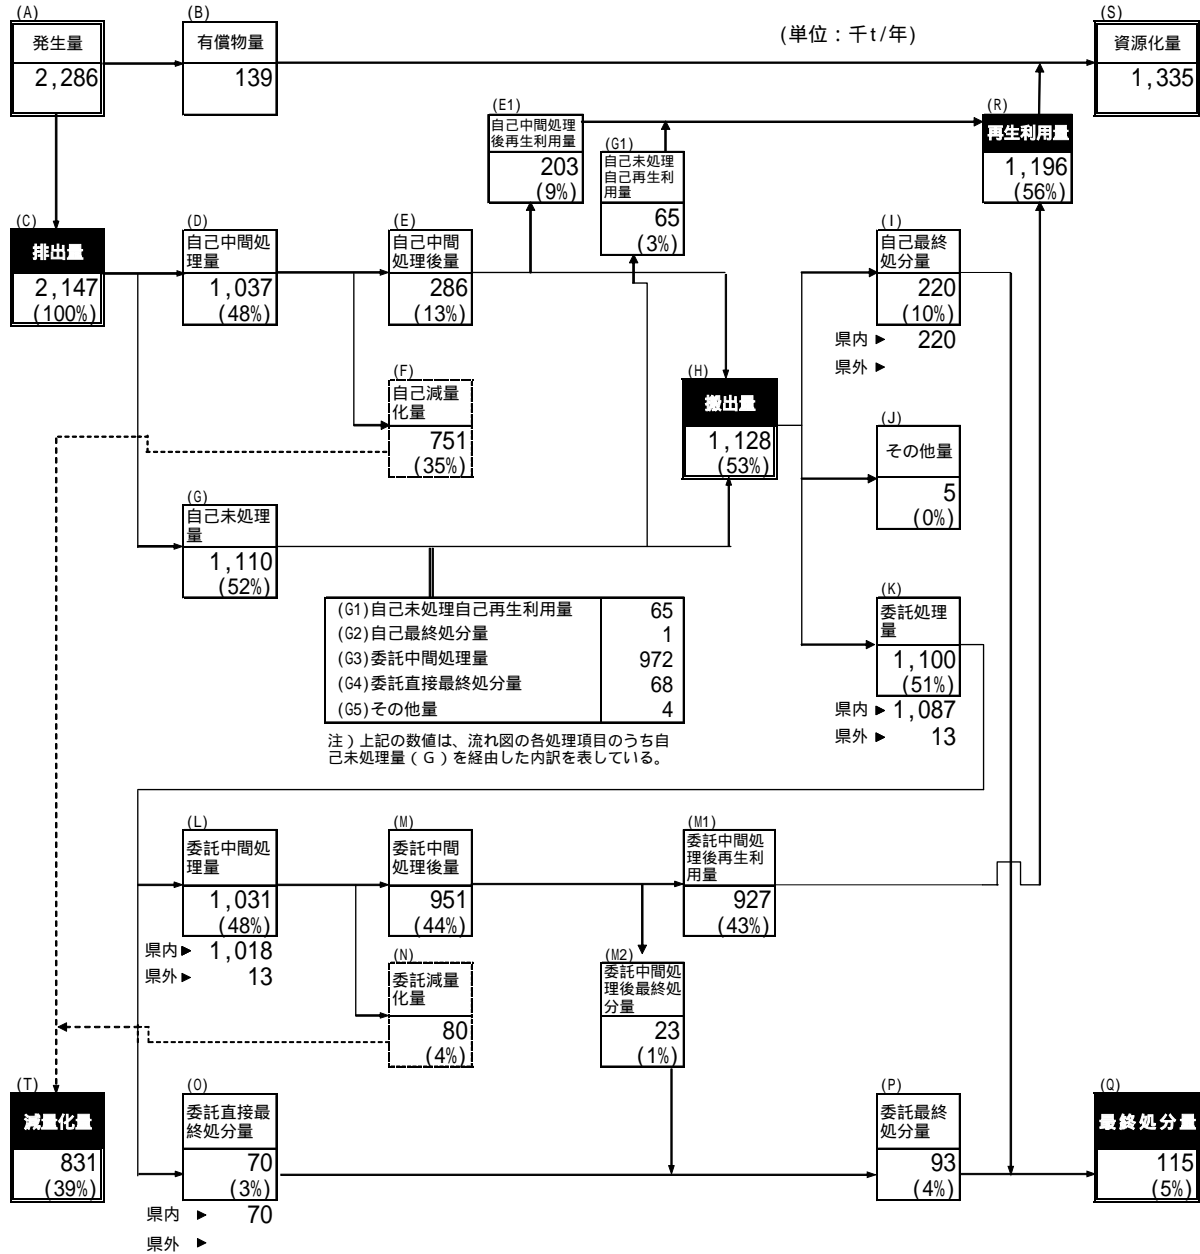 (A)
発生量
2,286
(B)
有償物量
139
(単位：千t/年)
(S)
資源化量
1,335
(E1)
自己中間処理
後再生利用量
203
(9%)
(G1)
自己未処理
自己再生利
用量
65
(3%)
(R)
再生利用量
1,196
(56%)
(C)
排出量
2,147
(100%)
(D)
自己中間処
理量
1,037
(48%)
(E)
自己中間
処理後量
286
(13%)
(I)
自己最終
処分量
220
(10%)
県内 ▶ 220
県外 ▶
(F)
自己減量
化量
751
(35%)
(H)
搬出量
1,128
(53%)
(J)
その他量
5
(0%)
(G)
自己未処理
量
1,110
(52%)
(G1)自己未処理自己再生利用量 65
(G2)自己最終処分量 1
(G3)委託中間処理量 972
(G4)委託直接最終処分量 68
(G5)その他量 4
注）上記の数値は、流れ図の各処理項目のうち自
己未処理量（Ｇ）を経由した内訳を表している。
(K)
委託処理
量
1,100
(51%)
県内 ▶ 1,087
県外 ▶ 13
(L)
委託中間処
理量
1,031
(48%)
県内▶ 1,018
県外▶ 13
(M)
委託中間
処理後量
951
(44%)
(M1)
委託中間処
理後再生利
用量
927
(43%)
(N)
委託減量
化量
80
(4%)
(M2)
委託中間処
理後最終処
分量
23
(1%)
(T)
減量化量
831
(39%)
(O)
委託直接最
終処分量
70
(3%)
県内 ▶ 70
県外 ▶
(P)
委託最終
処分量
93
(4%)
(Q)
最終処分量
115
(5%)